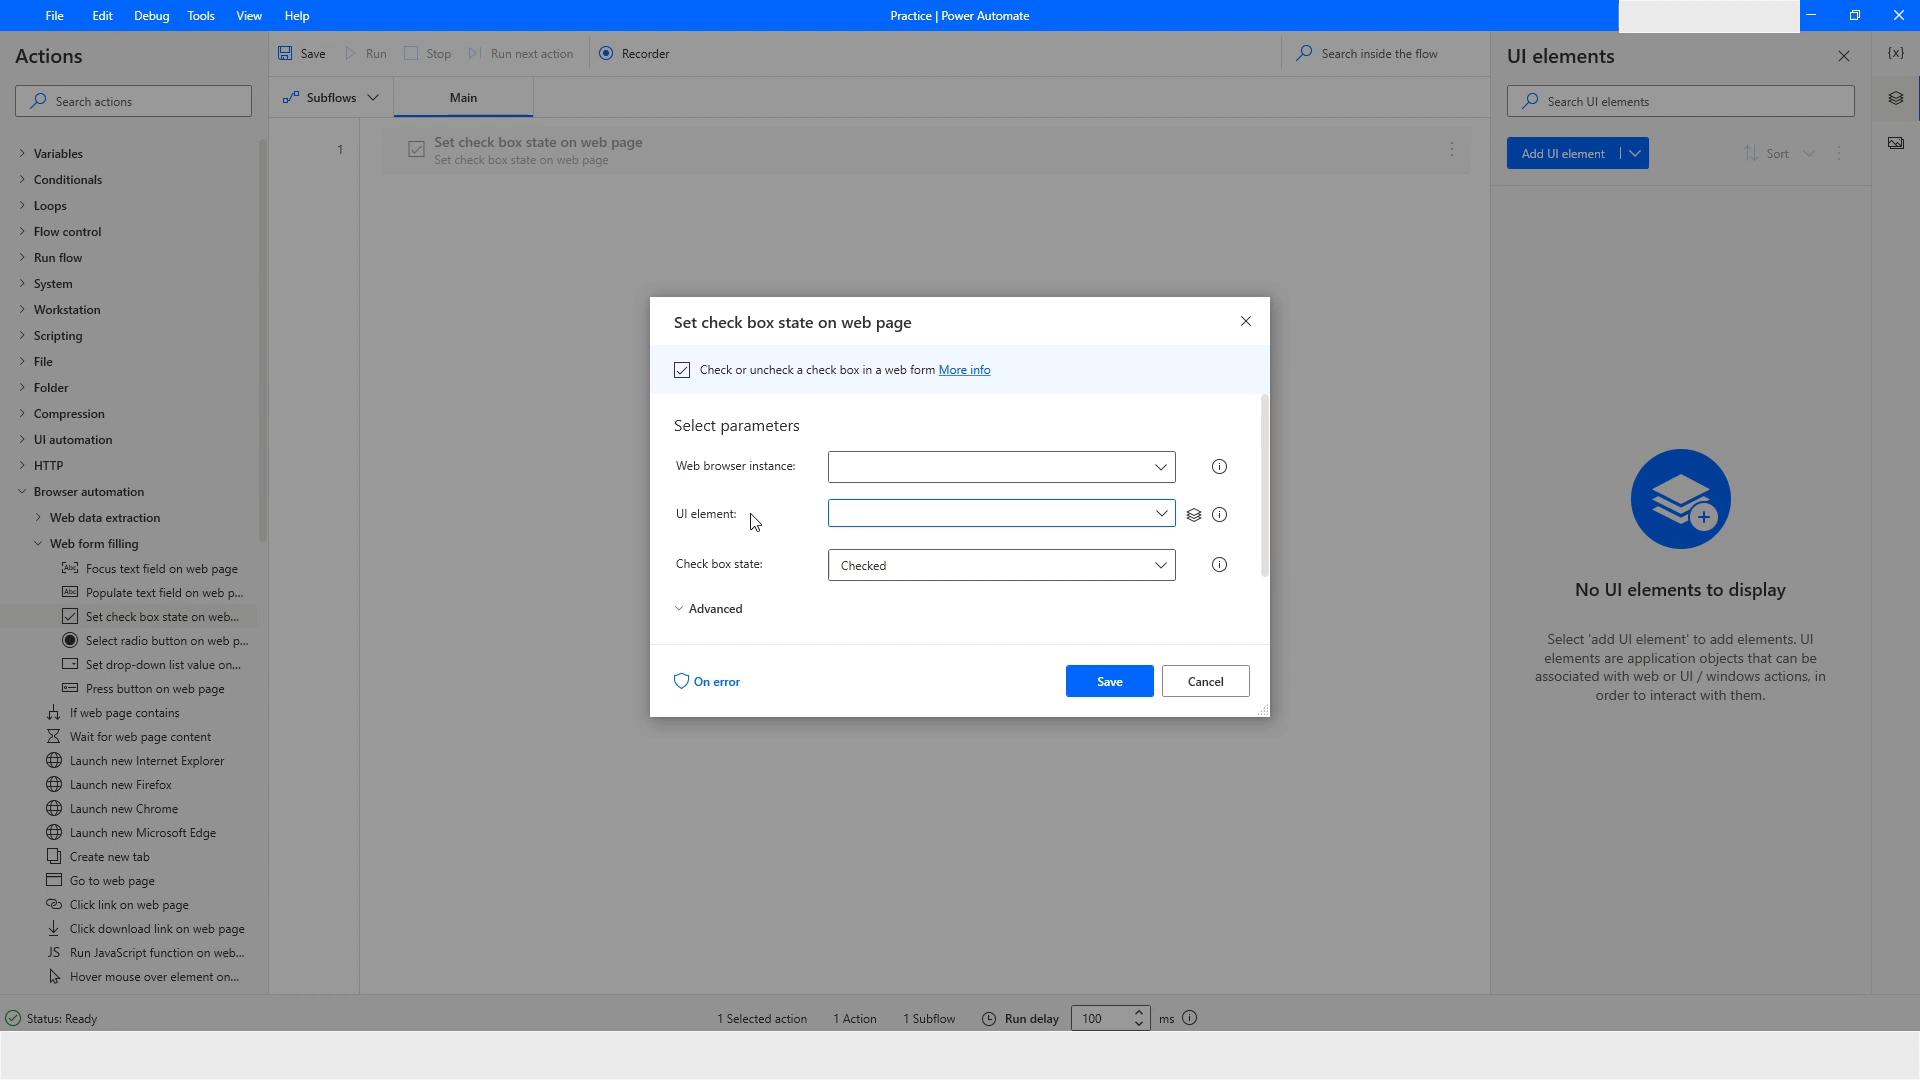 File Edit Debug Tools View Help
Practice | Power Automate
Actions
Search actions
Variables
Conditionals
Loops
Flow control
Run flow
System
Workstation
Scripting
File
Folder
Compression
UI automation
HTTP
Browser automation
Web data extraction
Web form filling
Focus text field on web page
Populate text field on web p...
Set check box state on web...
Select radio button on web p...
Set drop-down list value on...
Press button on web page
If web page contains
Wait for web page content
Launch new Internet Explorer
Launch new Firefox
Launch new Chrome
Launch new Microsoft Edge
Create new tab
Go to web page
Click link on web page
Click download link on web page
JS Run JavaScript function on web...
Hover mouse over element on...
Save Run Stop Run next action Recorder
Search inside the flow
Subflows Main
1
Set check box state on web page
Set check box state on web page
Set check box state on web page
Check or uncheck a check box in a web form More info
Select parameters
Web browser instance:
UI element:
Check box state: Checked
Advanced
On error Save Cancel
UI elements
{x}
Search UI elements
Add UI element Sort
No UI elements to display
Select 'add UI element' to add elements. UI
elements are application objects that can be
associated with web or UI / windows actions, in
order to interact with them.
Status: Ready 1 Selected action 1 Action 1 Subflow Run delay 100 ms